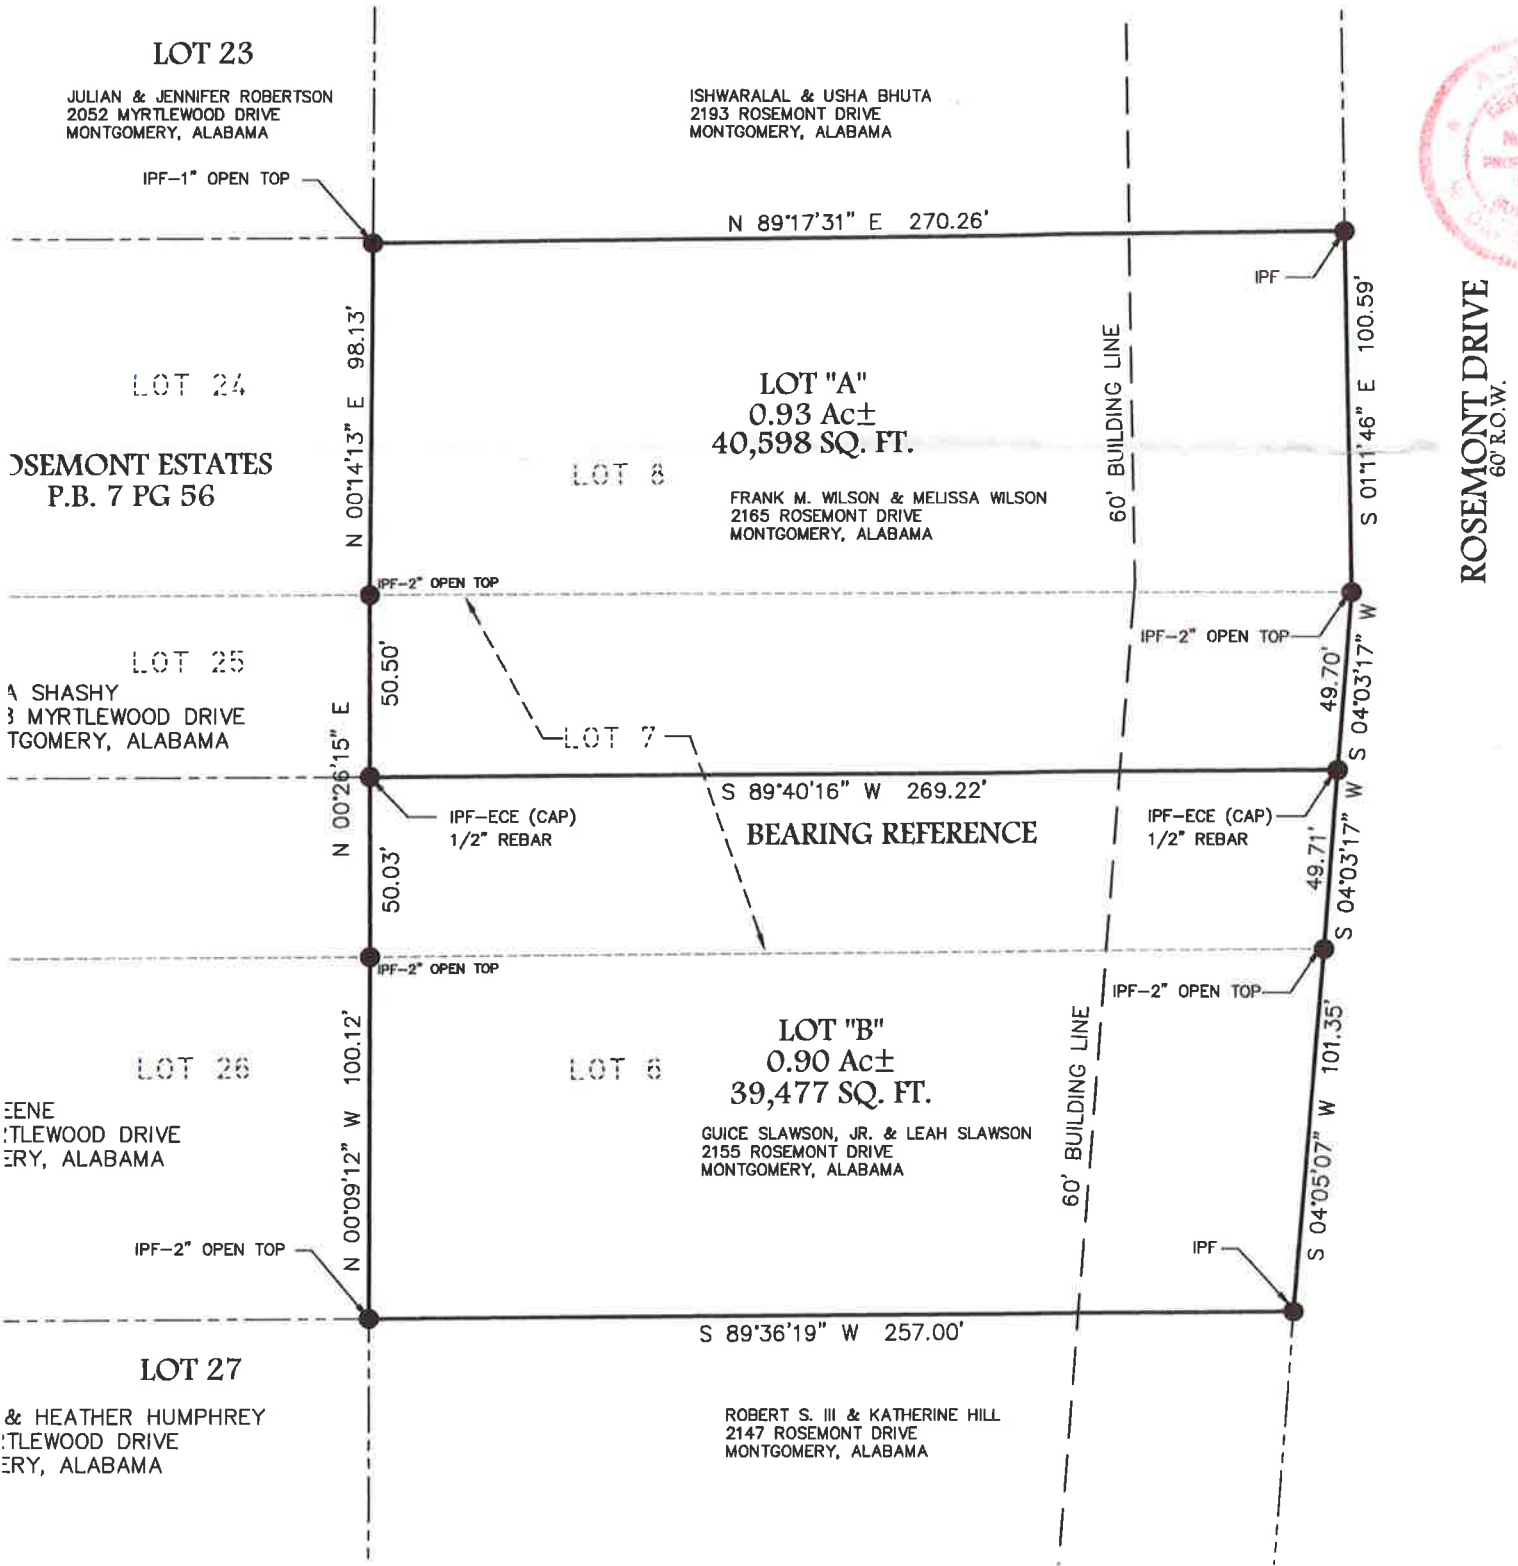 LOT 23
JULIAN & JENNIFER ROBERTSON
2052 MYRTLEWOOD DRIVE
MONTGOMERY, ALABAMA
ISHWARALAL & USHA BHUTA
2193 ROSEMONT DRIVE
MONTGOMERY, ALABAMA
IPF-1" OPEN TOP
N 89°17'31" E 270.26'
IPF
N 00°14'13" E 98.13'
S 01°11'46" E 100.59'
ROSEMONT DRIVE
60' R.O.W.
60' BUILDING LINE
LOT 24
OSEMONT ESTATES
P.B. 7 PG 56
LOT "A"
0.93 Ac±
40,598 SQ. FT.
LOT 8
FRANK M. WILSON & MELISSA WILSON
2165 ROSEMONT DRIVE
MONTGOMERY, ALABAMA
IPF-2" OPEN TOP
IPF-2" OPEN TOP
LOT 25
A SHASHY
MYRTLEWOOD DRIVE
TGOMERY, ALABAMA
50.50'
N 00°26'15" E
49.70'
S 04°03'17" W
LOT 7
S 89°40'16" W 269.22'
BEARING REFERENCE
IPF-ECE (CAP)
1/2" REBAR
IPF-ECE (CAP)
1/2" REBAR
50.03'
49.71'
S 04°03'17" W
IPF-2" OPEN TOP
IPF-2" OPEN TOP
LOT 26
EENE
TLEWOOD DRIVE
ERY, ALABAMA
N 00°09'12" W 100.12'
LOT 6
LOT "B"
0.90 Ac±
39,477 SQ. FT.
GUICE SLAWSON, JR. & LEAH SLAWSON
2155 ROSEMONT DRIVE
MONTGOMERY, ALABAMA
60' BUILDING LINE
S 04°05'07" W 101.35'
IPF-2" OPEN TOP
IPF
S 89°36'19" W 257.00'
LOT 27
& HEATHER HUMPHREY
TLEWOOD DRIVE
ERY, ALABAMA
ROBERT S. III & KATHERINE HILL
2147 ROSEMONT DRIVE
MONTGOMERY, ALABAMA